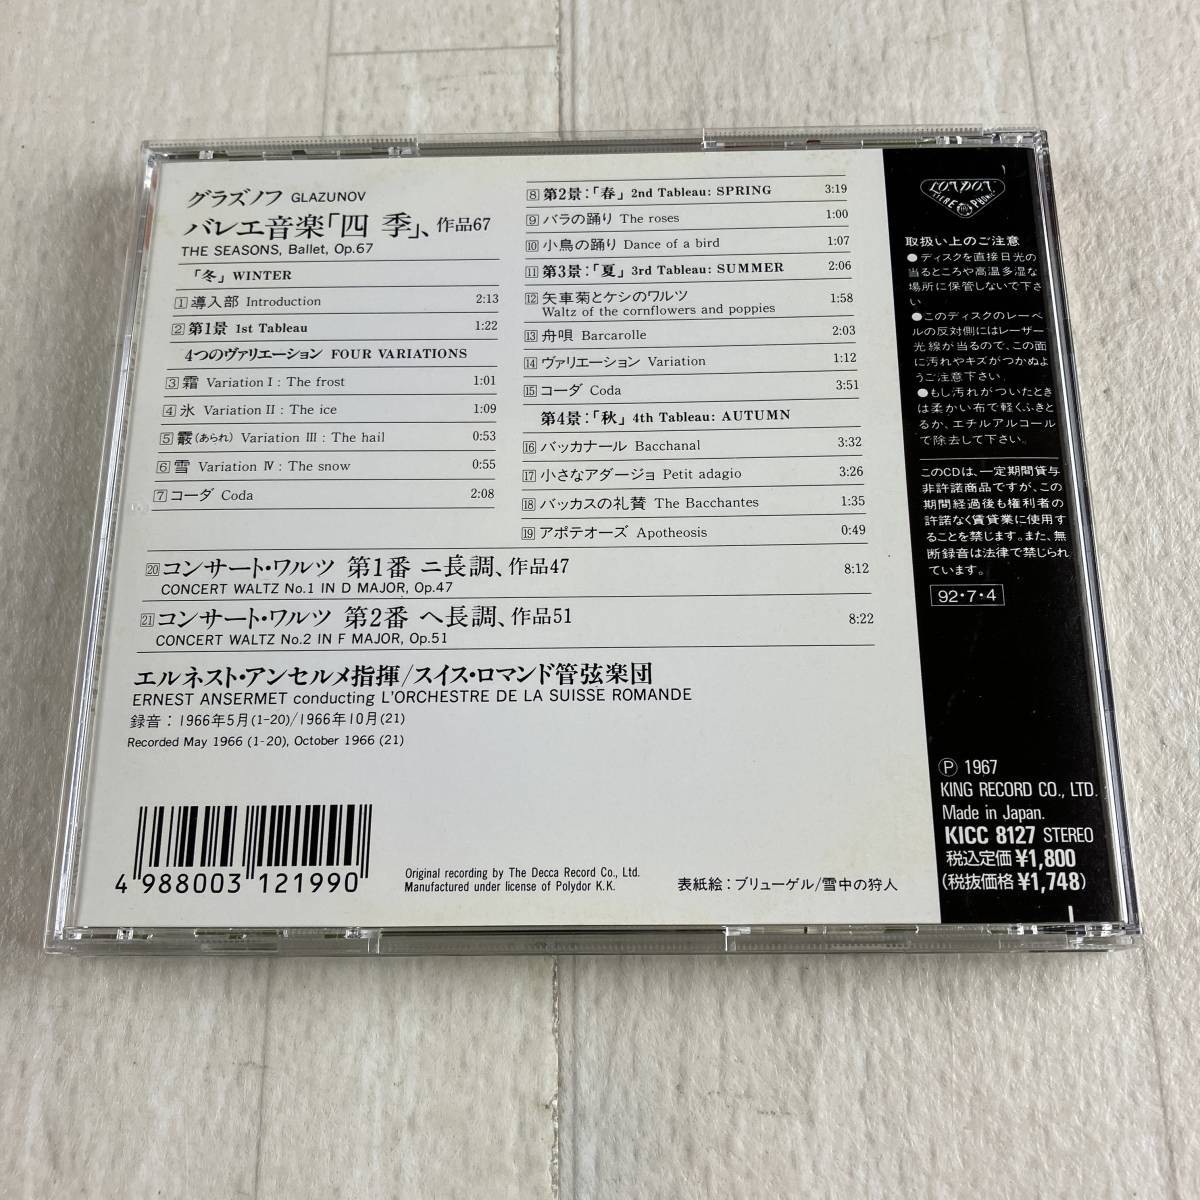 グラズノフ GLAZUNOV
バレエ音楽「四 季」、作品67
THE SEASONS, Ballet, Op.67
「冬」 WINTER
1 導入部 Introduction 2:13
2 第1景 1st Tableau 1:22
4つのヴァリエーション FOUR VARIATIONS
3 霜 Variation I : The frost 1:01
4 氷 Variation II : The ice 1:09
5 霰(あられ) Variation III : The hail 0:53
6 雪 Variation IV : The snow 0:55
7 コーダ Coda 2:08
8 第2景：「春」 2nd Tableau: SPRING 3:19
9 バラの踊り The roses 1:00
10 小鳥の踊り Dance of a bird 1:07
11 第3景：「夏」 3rd Tableau: SUMMER 2:06
12 矢車菊とケシのワルツ
Waltz of the cornflowers and poppies 1:58
13 舟唄 Barcarolle 2:03
14 ヴァリエーション Variation 1:12
15 コーダ Coda 3:51
第4景：「秋」 4th Tableau: AUTUMN
16 バッカナール Bacchanal 3:32
17 小さなアダージョ Petit adagio 3:26
18 バッカスの礼賛 The Bacchantes 1:35
19 アポテオーズ Apotheosis 0:49
20 コンサート・ワルツ 第1番 ニ長調、作品47 8:12
CONCERT WALTZ No.1 IN D MAJOR, Op.47
21 コンサート・ワルツ 第2番 ヘ長調、作品51 8:22
CONCERT WALTZ No.2 IN F MAJOR, Op.51
エルネスト・アンセルメ指揮/スイス・ロマンド管弦楽団
ERNEST ANSERMET conducting L'ORCHESTRE DE LA SUISSE ROMANDE
録音：1966年5月(1-20)/1966年10月(21)
Recorded May 1966 (1-20), October 1966 (21)
4 988003 121990
Original recording by The Decca Record Co., Ltd.
Manufactured under license of Polydor K.K.
表紙絵：ブリューゲル/雪中の狩人
LONDON
取扱い上のご注意
●ディスクを直接日光の
当るところや高温多湿な
場所に保管しないで下さ
い
●このディスクのレーベ
ルの反対側にはレーザー
光線が当るので、この面
に汚れやキズがつかぬよ
うご注意下さい.
●もし汚れがついたとき
は柔かい布で軽くふきと
るか、エチルアルコール
で除去して下さい。
このCDは、一定期間貸与
非許諾商品ですが、この
期間経過後も権利者の
許諾なく賃貸業に使用す
ることを禁じます。また、無
断録音は法律で禁じられ
ています。
92・7・4
Ⓟ 1967
KING RECORD CO., LTD.
Made in Japan.
KICC 8127 STEREO
税込定価¥1,800
(税抜価格¥1,748)